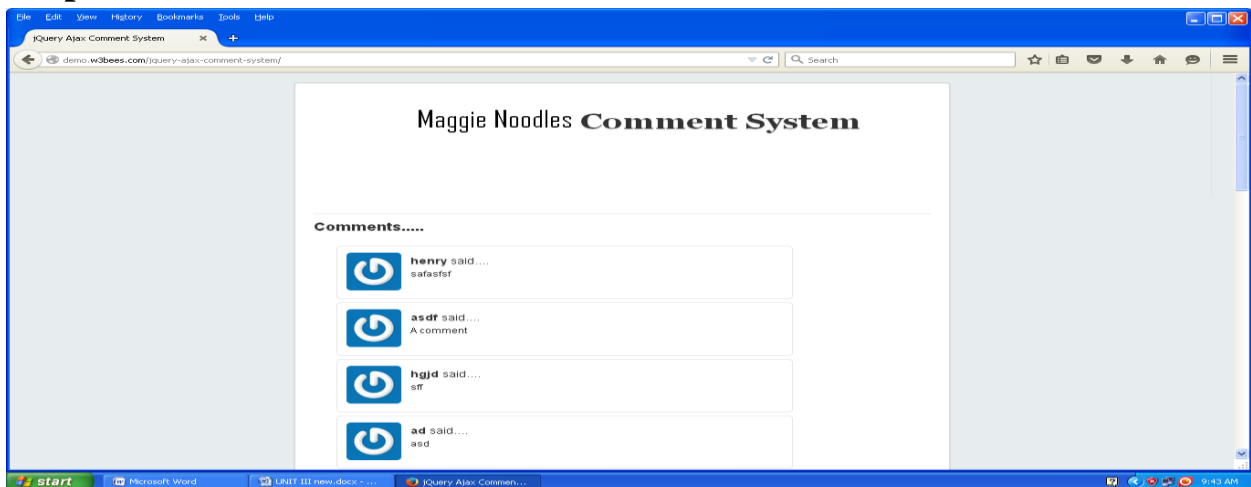 File Edit View History Bookmarks Tools Help
jQuery Ajax Comment System
demo.w3bees.com/jquery-ajax-comment-system/
Search
Maggie Noodles Comment System
Comments.....
henry said....
safasfsf
asdf said....
A comment
hgjd said....
sff
ad said....
asd
start
Microsoft Word
UNIT III new.docx - ...
jQuery Ajax Commen...
9:43 AM